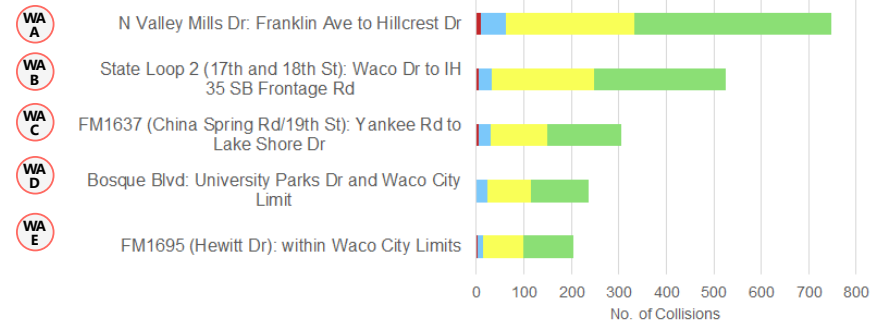 WA
A
N Valley Mills Dr: Franklin Ave to Hillcrest Dr
WA
B
State Loop 2 (17th and 18th St): Waco Dr to IH
35 SB Frontage Rd
WA
C
FM1637 (China Spring Rd/19th St): Yankee Rd to
Lake Shore Dr
WA
D
Bosque Blvd: University Parks Dr and Waco City
Limit
WA
E
FM1695 (Hewitt Dr): within Waco City Limits
0 100 200 300 400 500 600 700 800
No. of Collisions